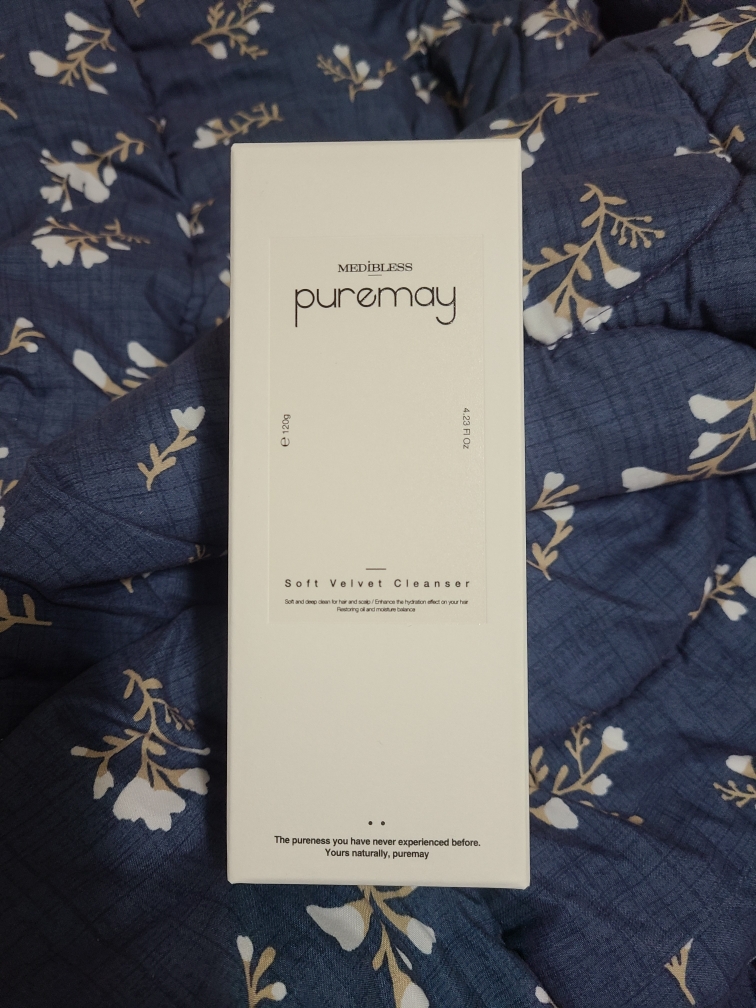 MEDiBLESS
puremay
℮ 120g
4.23 Fl Oz
Soft Velvet Cleanser
Soft and deep clean for hair and scalp / Enhance the hydration effect on your hair
Restoring oil and moisture balance
The pureness you have never experienced before.
Yours naturally, puremay